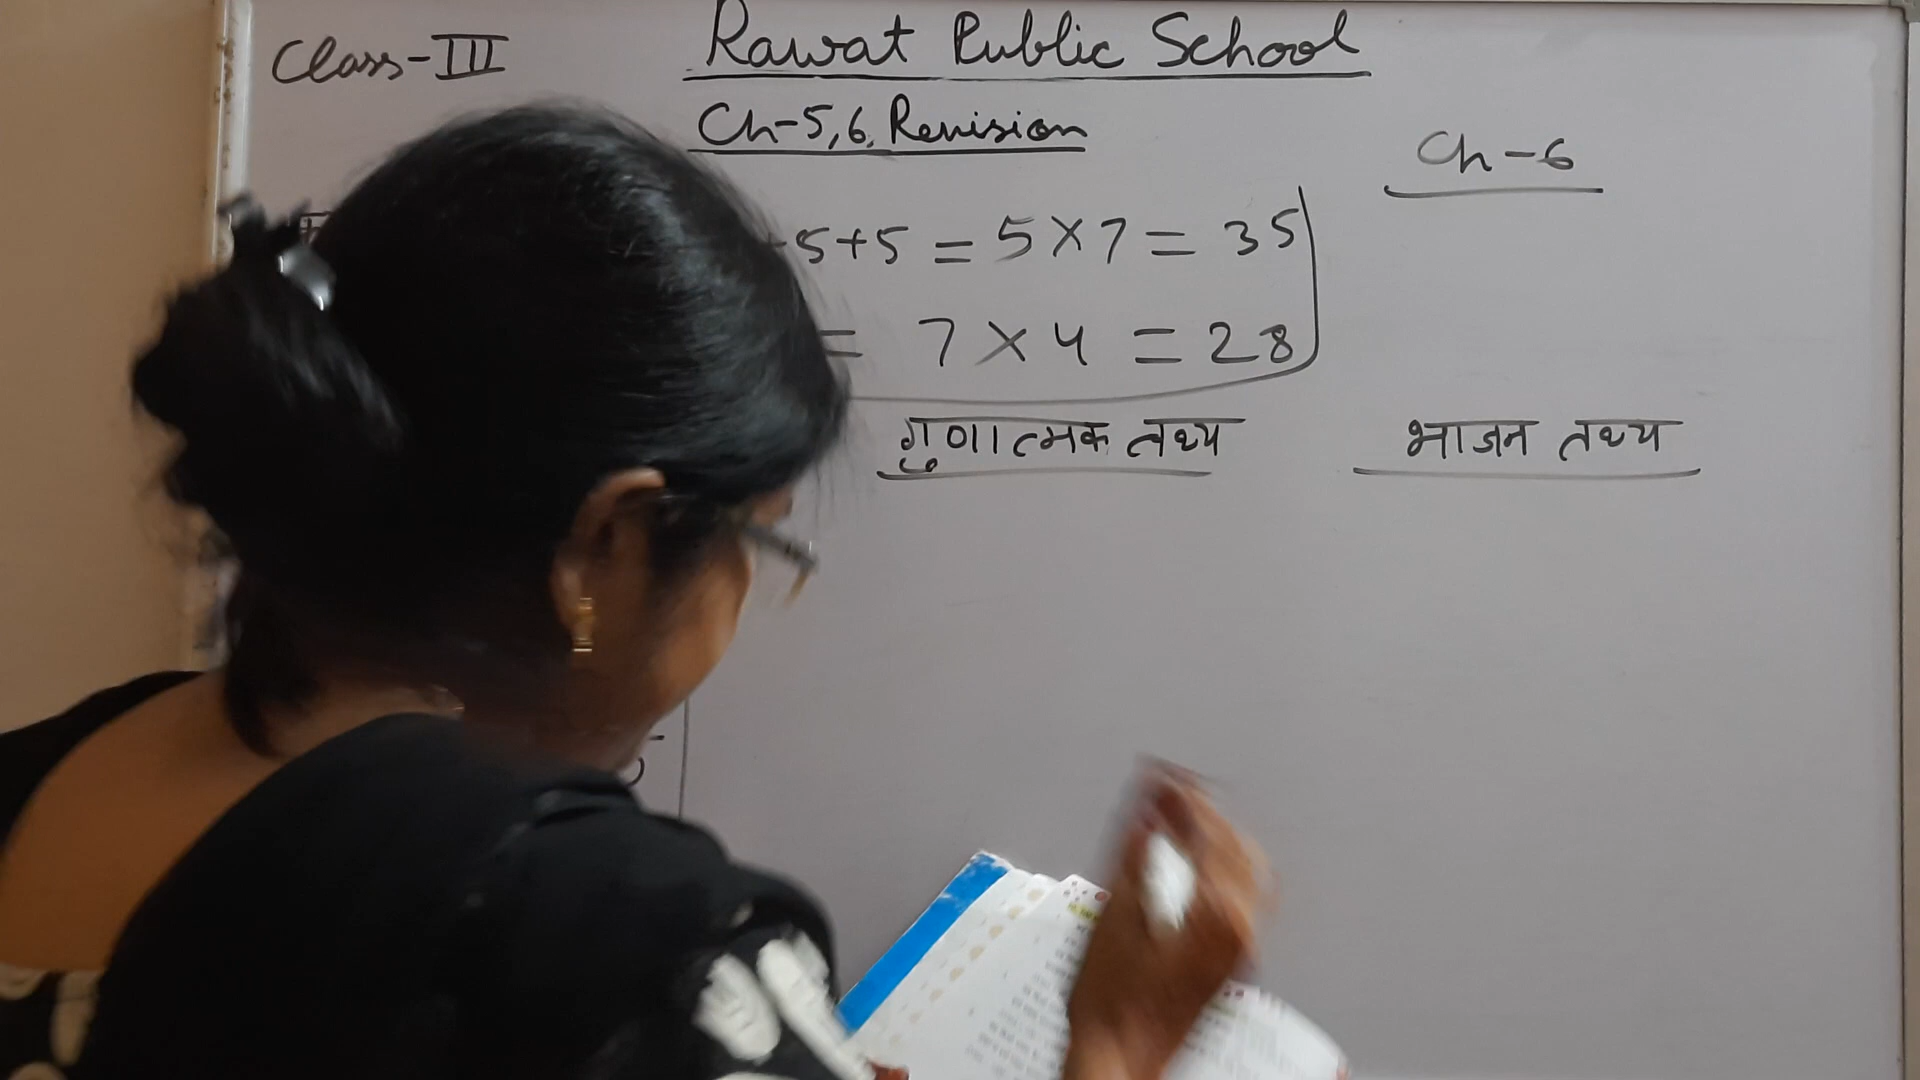 Class-III
Rawat Public School
Ch-5,6, Revision
Ch-6
5+5 = 5×7 = 35
= 7×4 = 28
गुणात्मक तथ्य
भाजन तथ्य